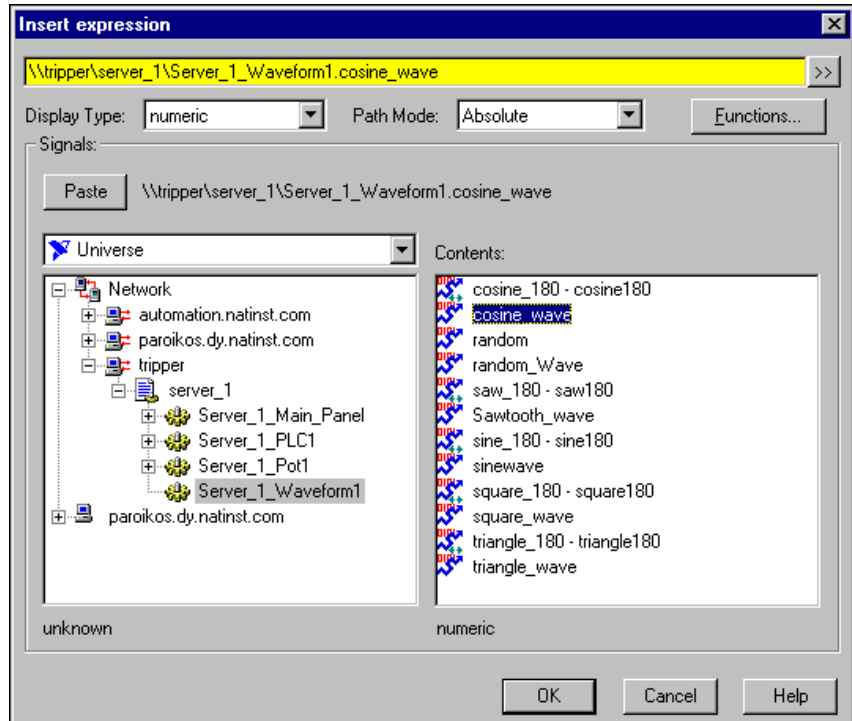 Insert expression
\\tripper\server_1\Server_1_Waveform1.cosine_wave
>>
Display Type: numeric Path Mode: Absolute Functions...
Signals:
Paste \\tripper\server_1\Server_1_Waveform1.cosine_wave
Universe
Network
automation.natinst.com
paroikos.dy.natinst.com
tripper
server_1
Server_1_Main_Panel
Server_1_PLC1
Server_1_Pot1
Server_1_Waveform1
paroikos.dy.natinst.com
unknown
Contents:
cosine_180 - cosine180
cosine_wave
random
random_Wave
saw_180 - saw180
Sawtooth_wave
sine_180 - sine180
sinewave
square_180 - square180
square_wave
triangle_180 - triangle180
triangle_wave
numeric
OK Cancel Help